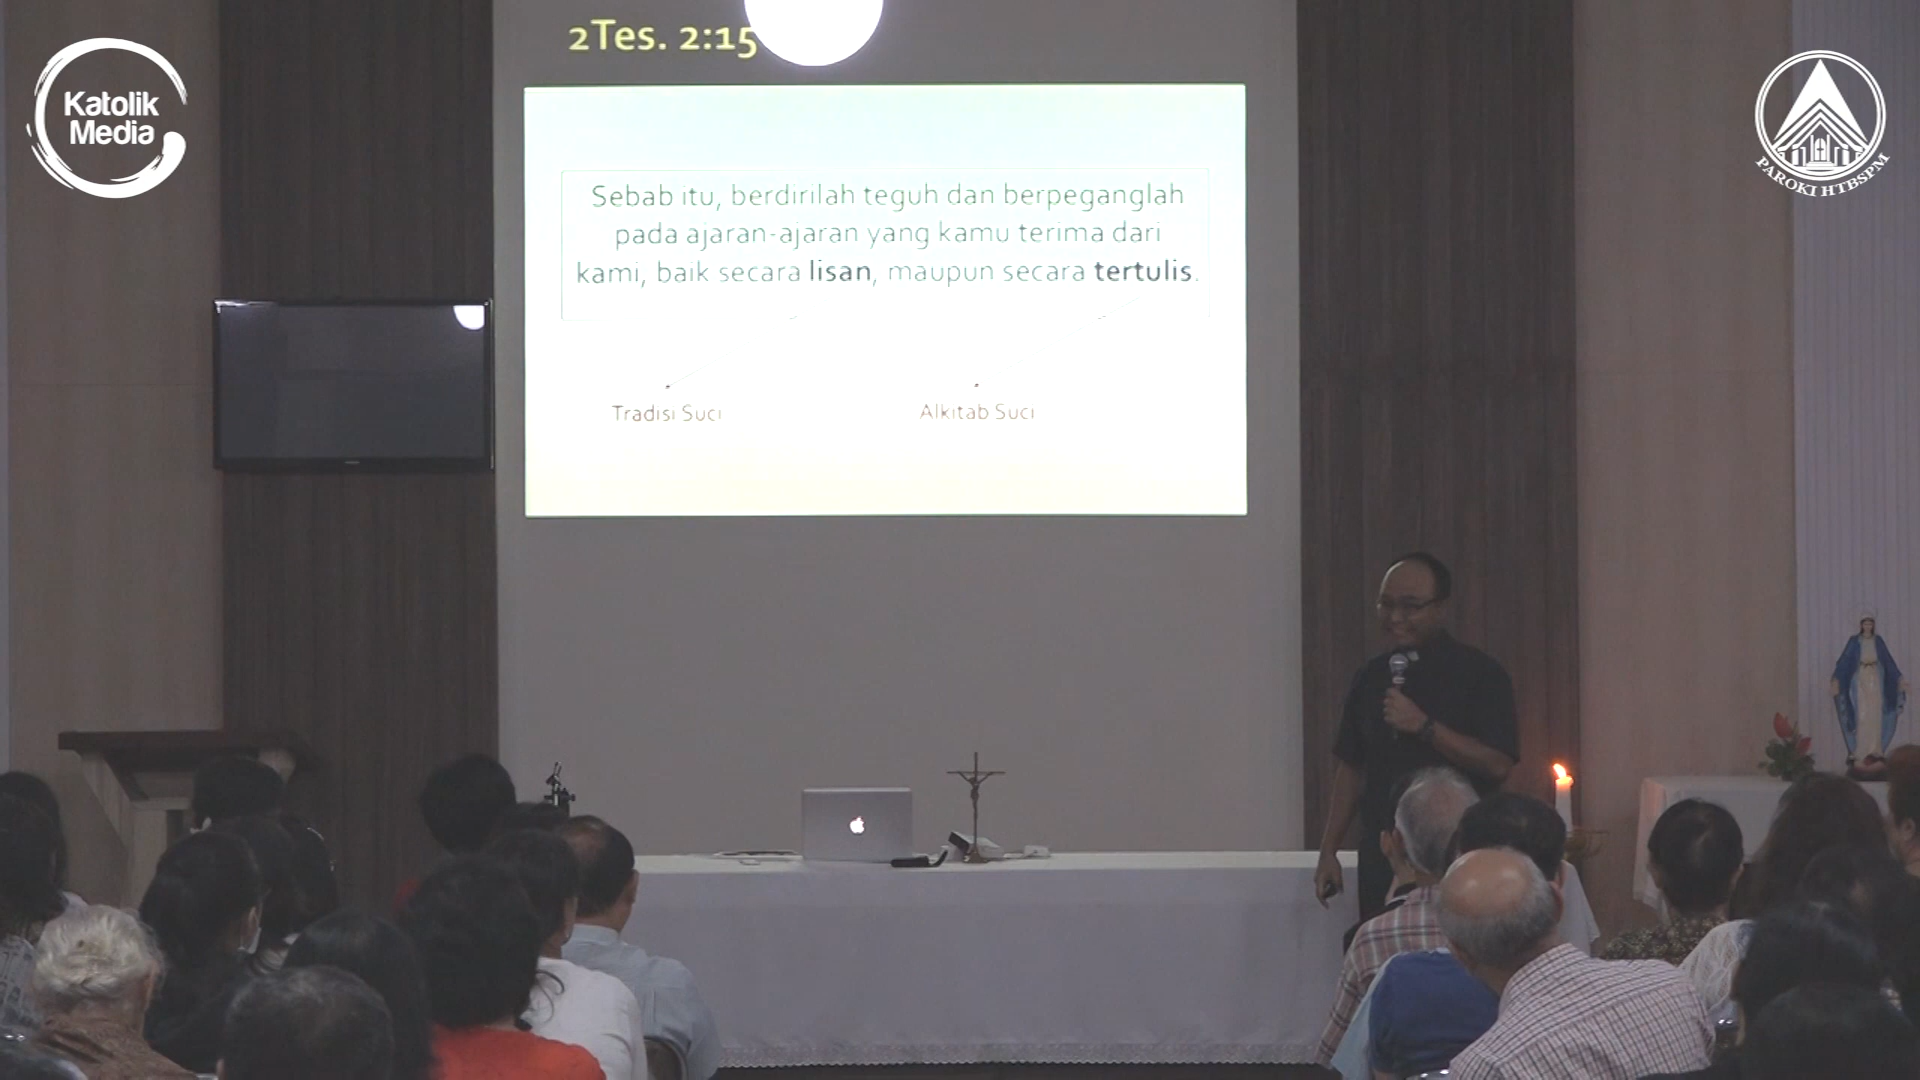 2Tes. 2:15
Katolik
Media
PAROKI HTBSPM
Sebab itu, berdirilah teguh dan berpeganglah
pada ajaran-ajaran yang kamu terima dari
kami, baik secara lisan, maupun secara tertulis.
Tradisi Suci
Alkitab Suci